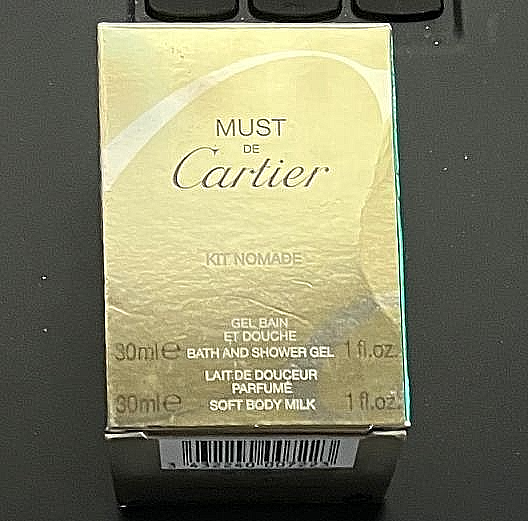 MUST
DE
Cartier
KIT NOMADE
GEL BAIN
ET DOUCHE
30ml e BATH AND SHOWER GEL 1 fl.oz.
LAIT DE DOUCEUR
PARFUMÉ
30ml e SOFT BODY MILK 1 fl.oz.